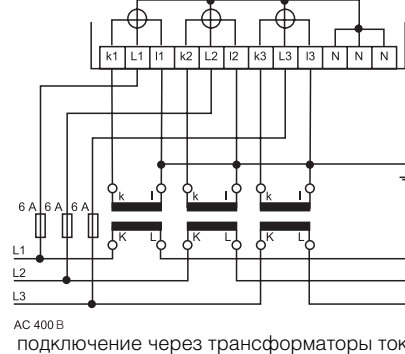 k1 L1 l1 k2 L2 l2 k3 L3 l3 N N N
k l k l k l
6 A 6 A 6 A
K L K L K L
L1
L2
L3
AC 400 В
подключение через трансформаторы ток